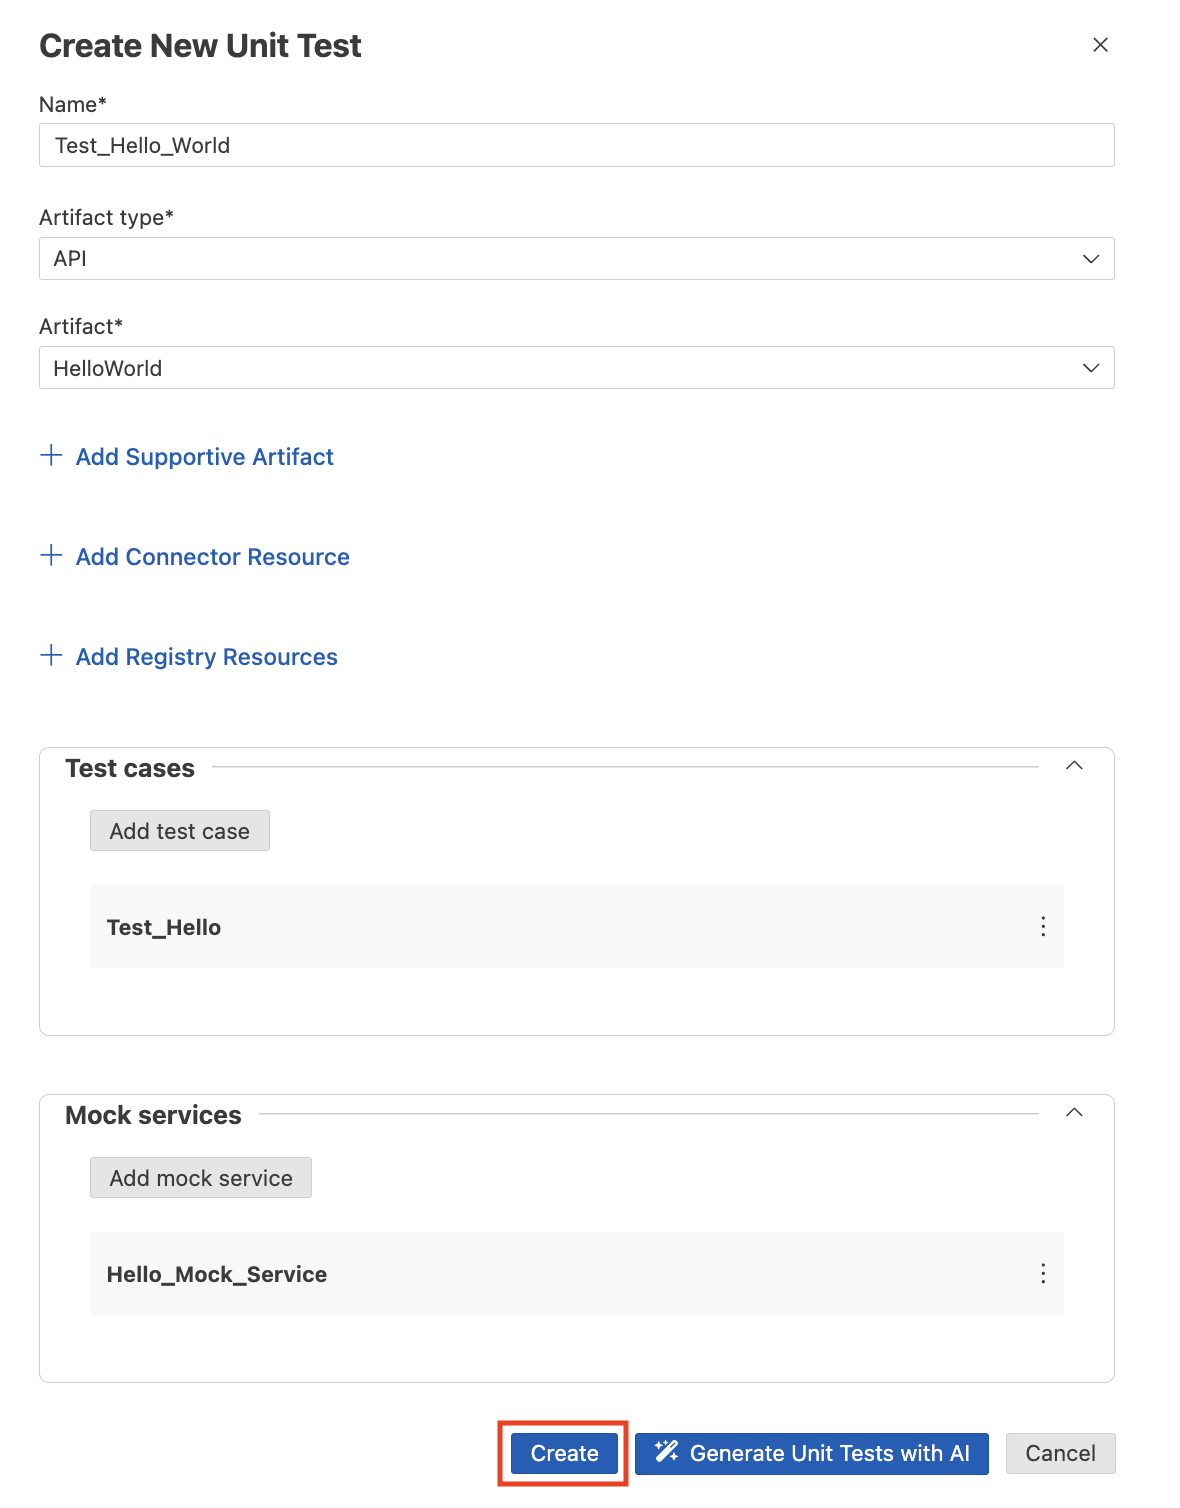 Create New Unit Test
Name*
Test_Hello_World
Artifact type*
API
Artifact*
HelloWorld
Add Supportive Artifact
Add Connector Resource
Add Registry Resources
Test cases
Add test case
Test_Hello
Mock services
Add mock service
Hello_Mock_Service
Create Generate Unit Tests with AI Cancel